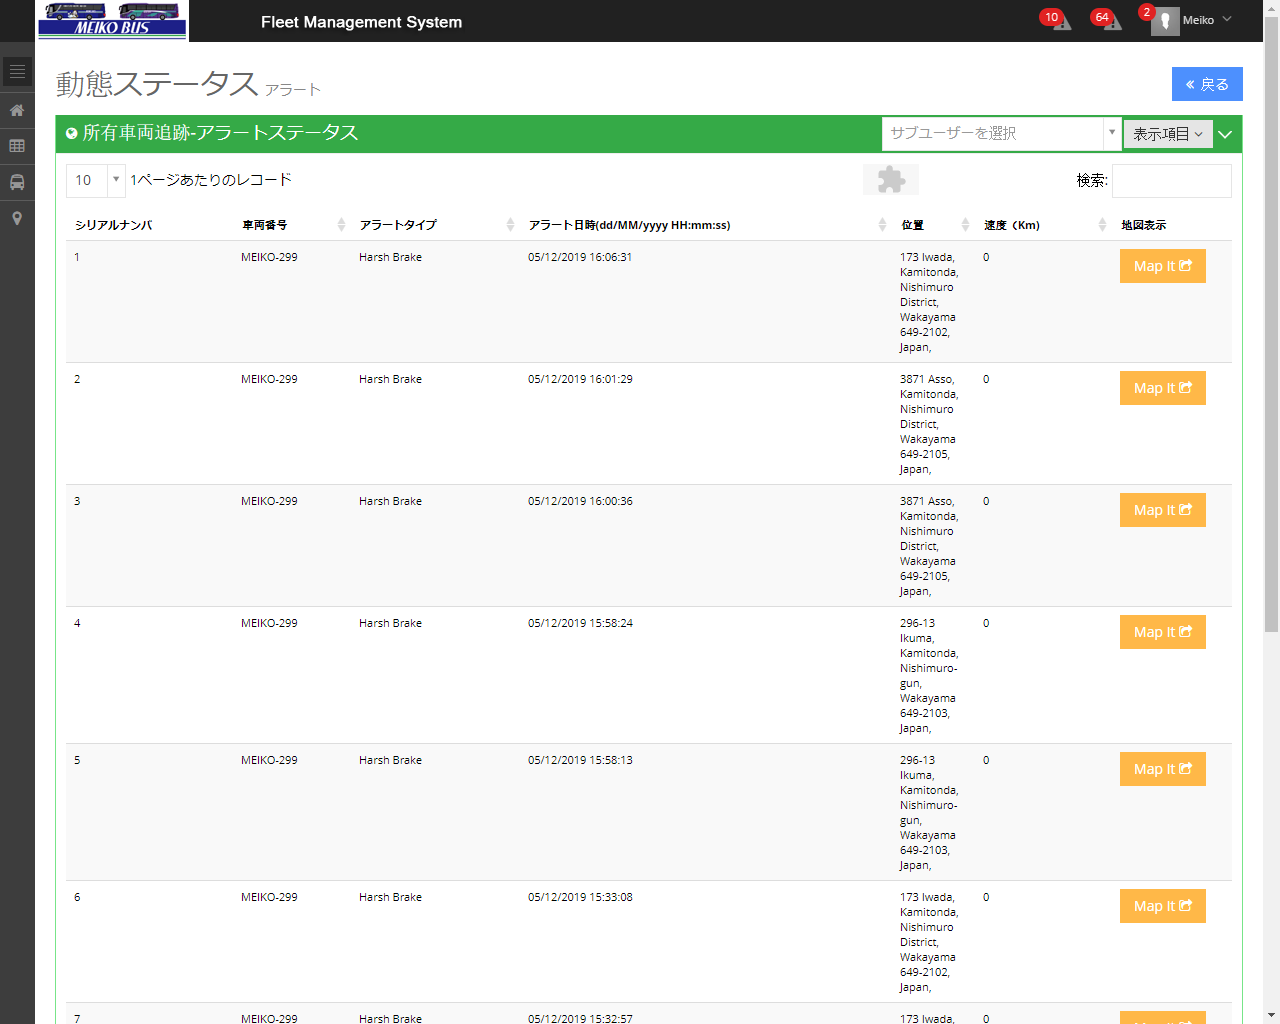 MEIKO BUS
Fleet Management System
10
64
2
Meiko
動態ステータス アラート
« 戻る
所有車両追跡-アラートステータス
サブユーザーを選択
表示項目
10
1ページあたりのレコード
検索:
シリアルナンバ 車両番号 アラートタイプ アラート日時(dd/MM/yyyy HH:mm:ss) 位置 速度（Km) 地図表示
1 MEIKO-299 Harsh Brake 05/12/2019 16:06:31 173 Iwada, 0 Map It
Kamitonda,
Nishimuro
District,
Wakayama
649-2102,
Japan,
2 MEIKO-299 Harsh Brake 05/12/2019 16:01:29 3871 Asso, 0 Map It
Kamitonda,
Nishimuro
District,
Wakayama
649-2105,
Japan,
3 MEIKO-299 Harsh Brake 05/12/2019 16:00:36 3871 Asso, 0 Map It
Kamitonda,
Nishimuro
District,
Wakayama
649-2105,
Japan,
4 MEIKO-299 Harsh Brake 05/12/2019 15:58:24 296-13 0 Map It
Ikuma,
Kamitonda,
Nishimuro-
gun,
Wakayama
649-2103,
Japan,
5 MEIKO-299 Harsh Brake 05/12/2019 15:58:13 296-13 0 Map It
Ikuma,
Kamitonda,
Nishimuro-
gun,
Wakayama
649-2103,
Japan,
6 MEIKO-299 Harsh Brake 05/12/2019 15:33:08 173 Iwada, 0 Map It
Kamitonda,
Nishimuro
District,
Wakayama
649-2102,
Japan,
7 MEIKO-299 Harsh Brake 05/12/2019 15:32:57 173 Iwada, 0 Map It